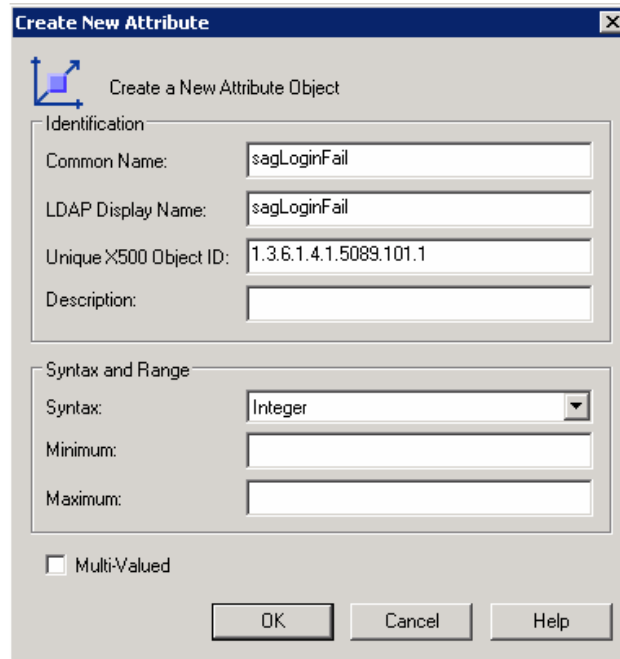 Create New Attribute
Create a New Attribute Object
Identification
Common Name: sagLoginFail
LDAP Display Name: sagLoginFail
Unique X500 Object ID: 1.3.6.1.4.1.5089.101.1
Description:
Syntax and Range
Syntax: Integer
Minimum:
Maximum:
Multi-Valued
OK Cancel Help